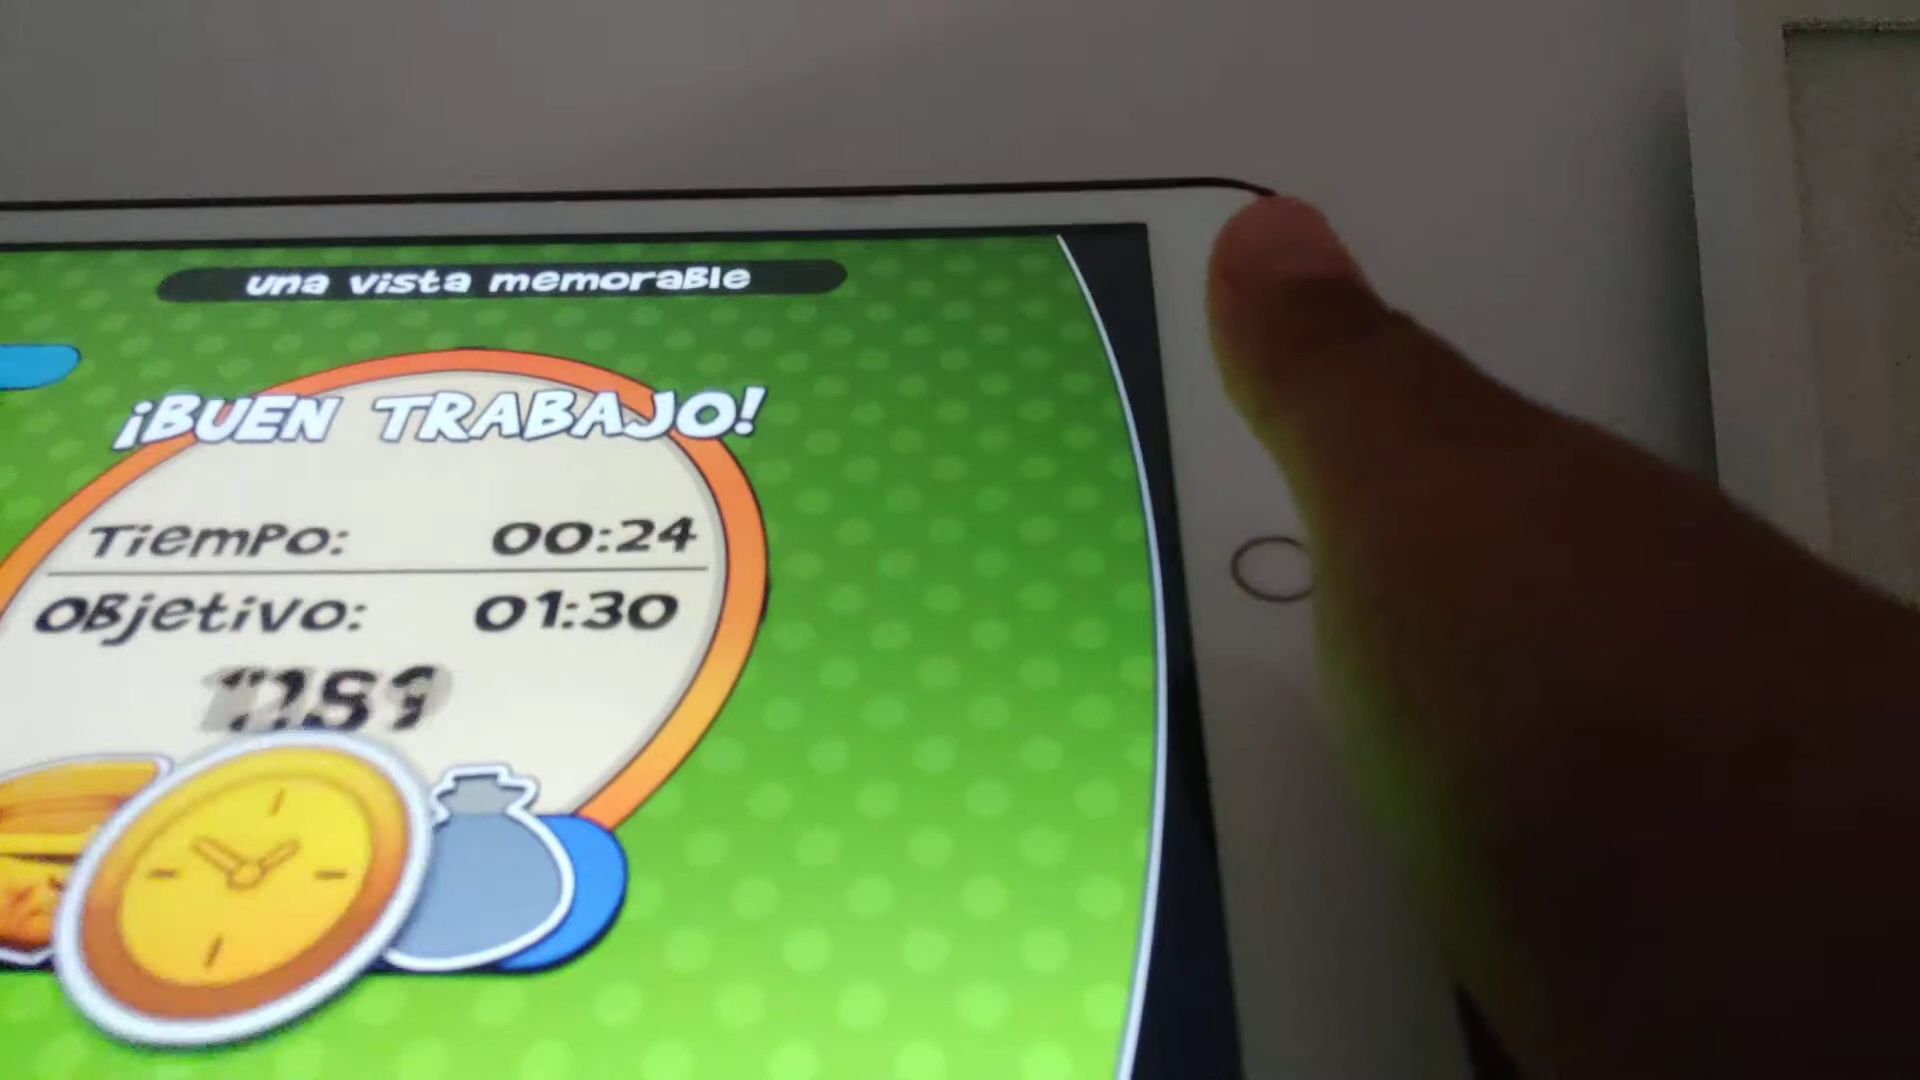 una vista memoraBle
¡BUEN TRABAJO!
TiemPo: 00:24
OBjetivo: 01:30